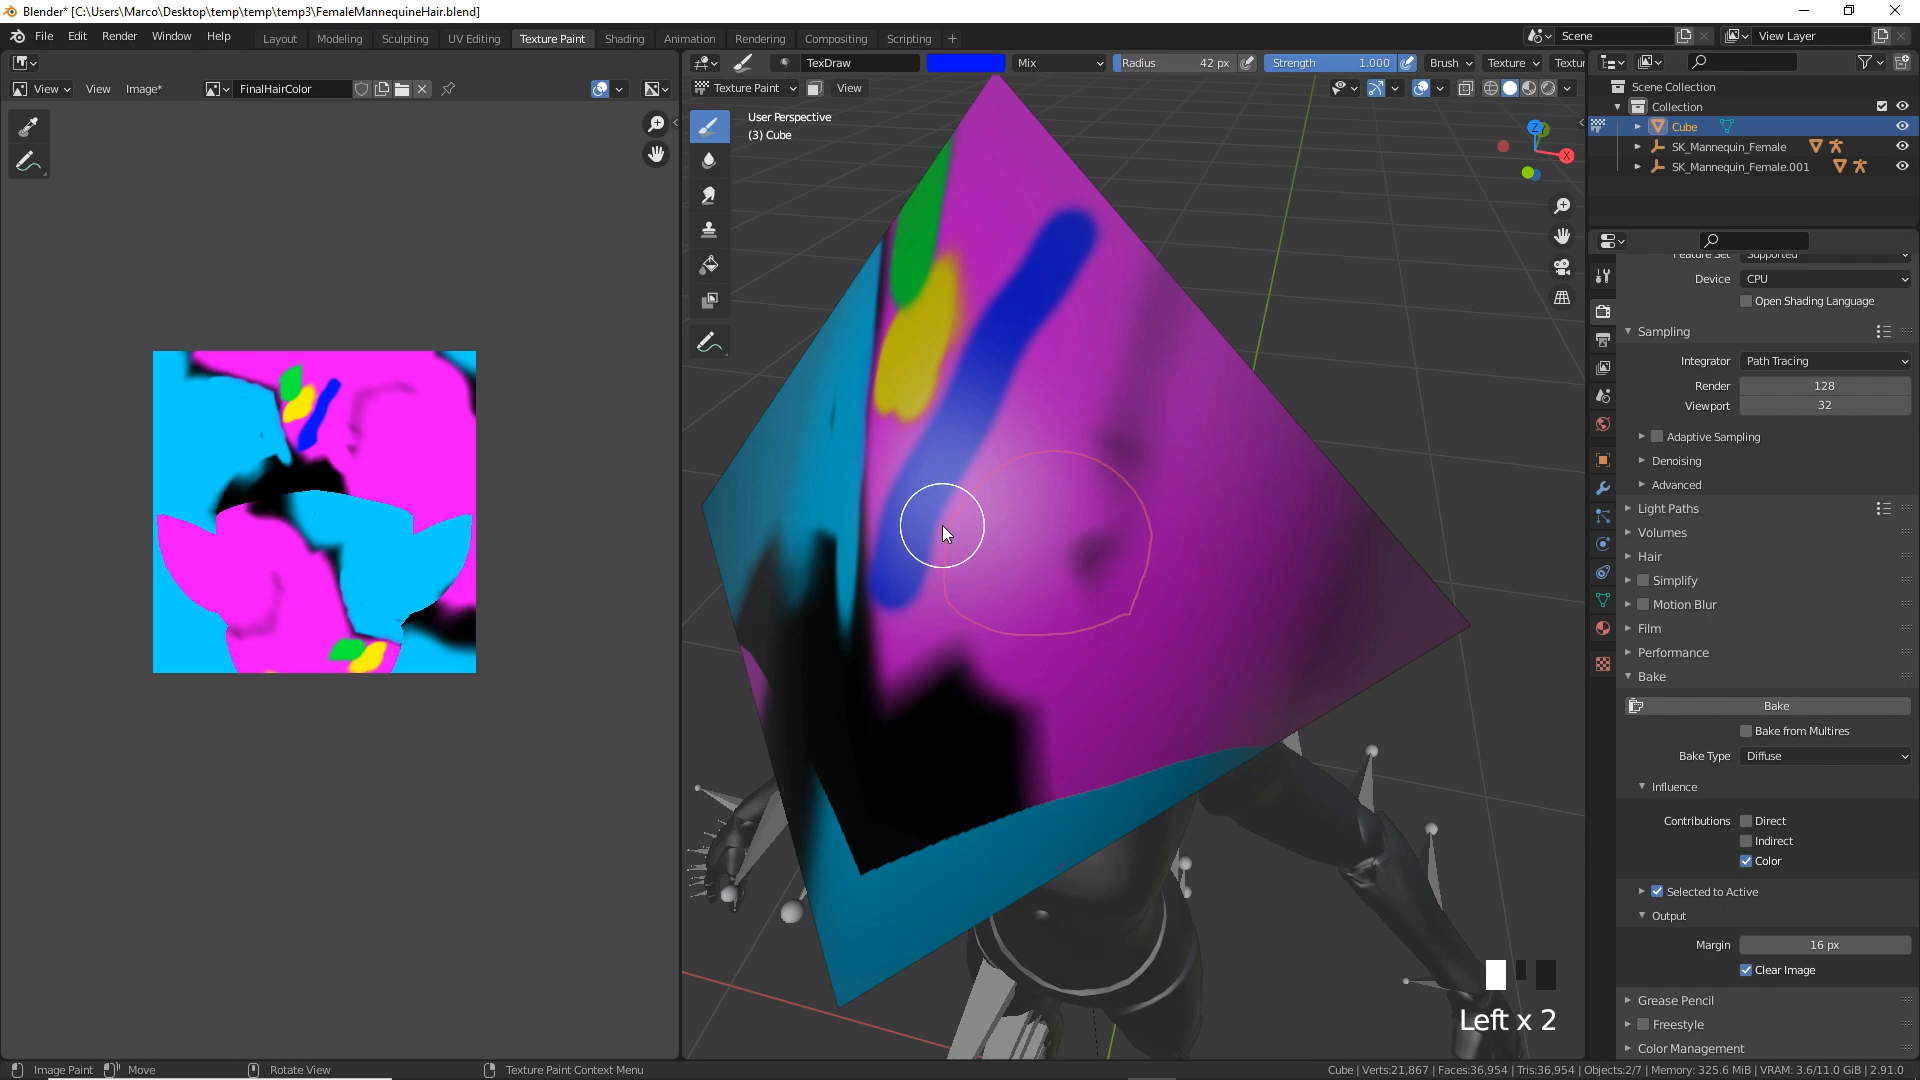 Blender* [C:\Users\Marco\Desktop\temp\temp\temp3\FemaleMannequineHair.blend]
File Edit Render Window Help Layout Modeling Sculpting UV Editing Texture Paint Shading Animation Rendering Compositing Scripting + Scene View Layer
TexDraw Mix Radius 42 px Strength 1.000 Brush Texture Textur
View View Image* FinalHairColor
Texture Paint View
User Perspective
(3) Cube
Z
X
Scene Collection
Collection
Cube
SK_Mannequin_Female
SK_Mannequin_Female.001
Feature Set Supported
Device CPU
Open Shading Language
Sampling
Integrator Path Tracing
Render 128
Viewport 32
Adaptive Sampling
Denoising
Advanced
Light Paths
Volumes
Hair
Simplify
Motion Blur
Film
Performance
Bake
Bake
Bake from Multires
Bake Type Diffuse
Influence
Contributions Direct
Indirect
Color
Selected to Active
Output
Margin 16 px
Clear Image
Grease Pencil
Freestyle
Color Management
Left x 2
Image Paint Move Rotate View Texture Paint Context Menu Cube | Verts:21,867 | Faces:36,954 | Tris:36,954 | Objects:2/7 | Memory: 325.6 MiB | VRAM: 3.6/11.0 GiB | 2.91.0